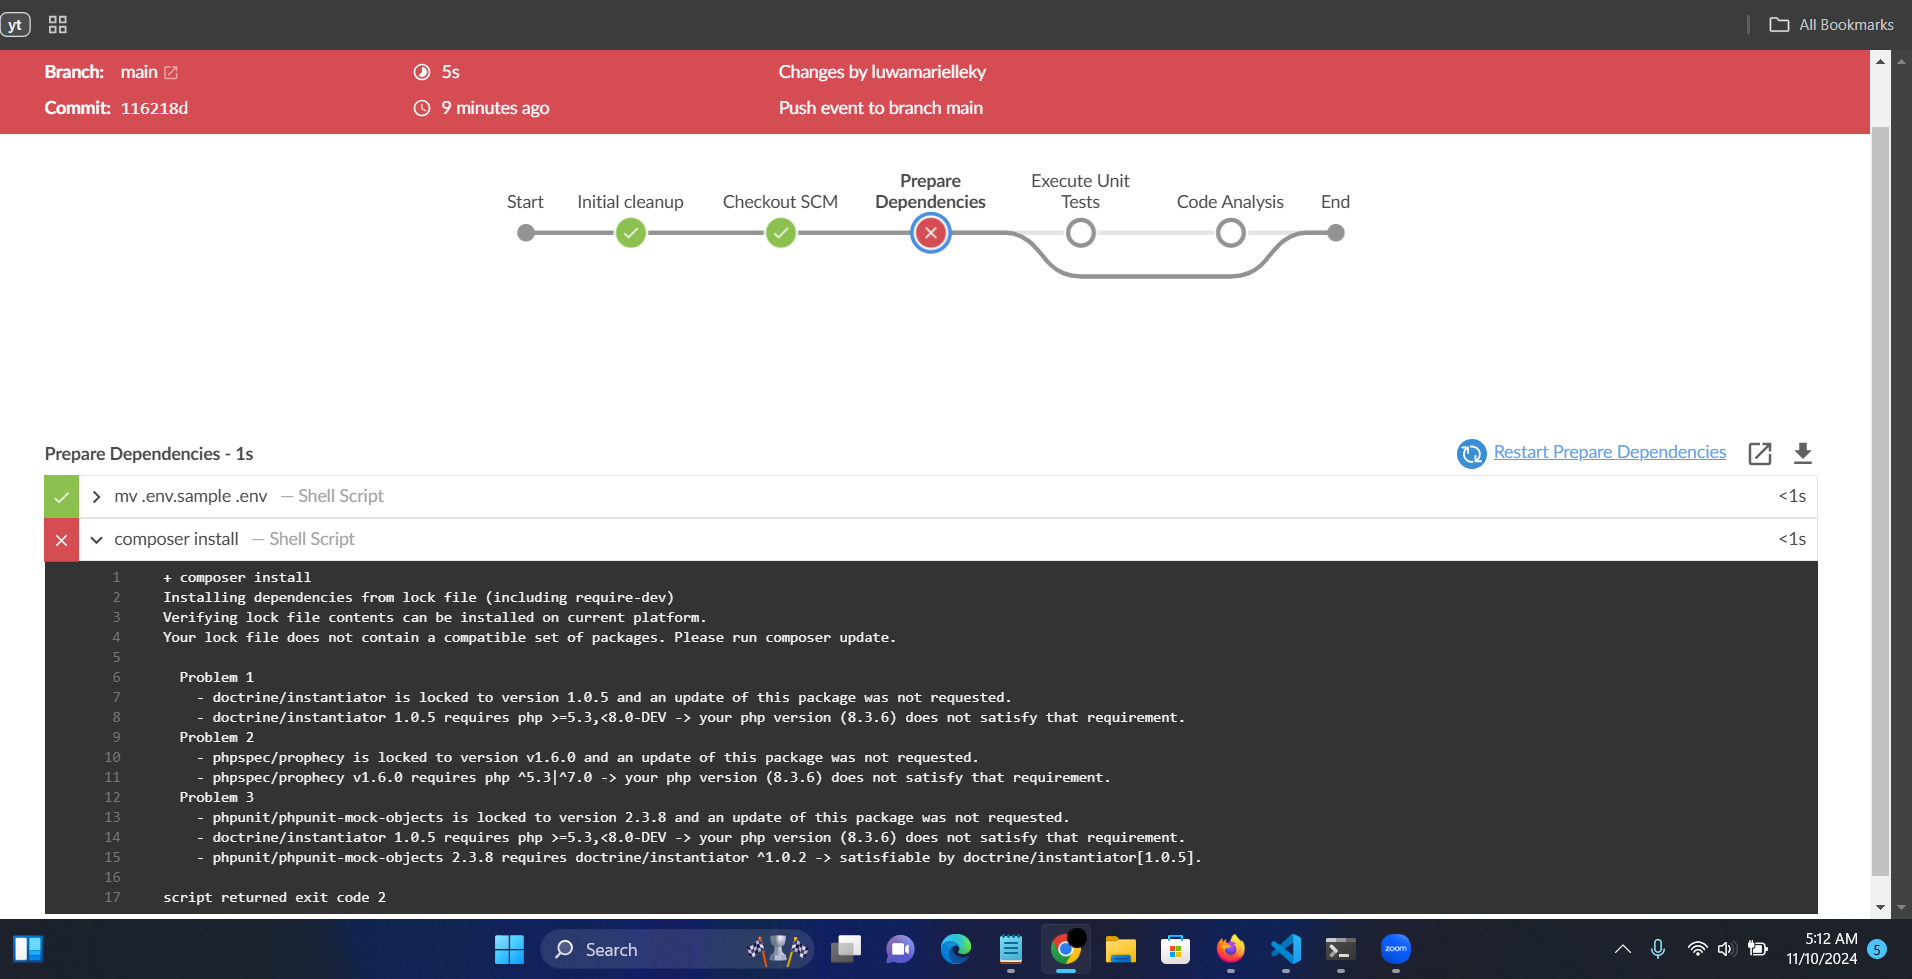 yt
All Bookmarks
Branch: main
5s
Changes by luwamarielleky
Commit: 116218d
9 minutes ago
Push event to branch main
Start
Initial cleanup
Checkout SCM
Prepare
Dependencies
Execute Unit
Tests
Code Analysis
End
Prepare Dependencies - 1s
Restart Prepare Dependencies
mv .env.sample .env — Shell Script
<1s
composer install — Shell Script
<1s
1 + composer install
2 Installing dependencies from lock file (including require-dev)
3 Verifying lock file contents can be installed on current platform.
4 Your lock file does not contain a compatible set of packages. Please run composer update.
5
6 Problem 1
7 - doctrine/instantiator is locked to version 1.0.5 and an update of this package was not requested.
8 - doctrine/instantiator 1.0.5 requires php >=5.3,<8.0-DEV -> your php version (8.3.6) does not satisfy that requirement.
9 Problem 2
10 - phpspec/prophecy is locked to version v1.6.0 and an update of this package was not requested.
11 - phpspec/prophecy v1.6.0 requires php ^5.3|^7.0 -> your php version (8.3.6) does not satisfy that requirement.
12 Problem 3
13 - phpunit/phpunit-mock-objects is locked to version 2.3.8 and an update of this package was not requested.
14 - doctrine/instantiator 1.0.5 requires php >=5.3,<8.0-DEV -> your php version (8.3.6) does not satisfy that requirement.
15 - phpunit/phpunit-mock-objects 2.3.8 requires doctrine/instantiator ^1.0.2 -> satisfiable by doctrine/instantiator[1.0.5].
16
17 script returned exit code 2
Search
zoom
5:12 AM
11/10/2024
5